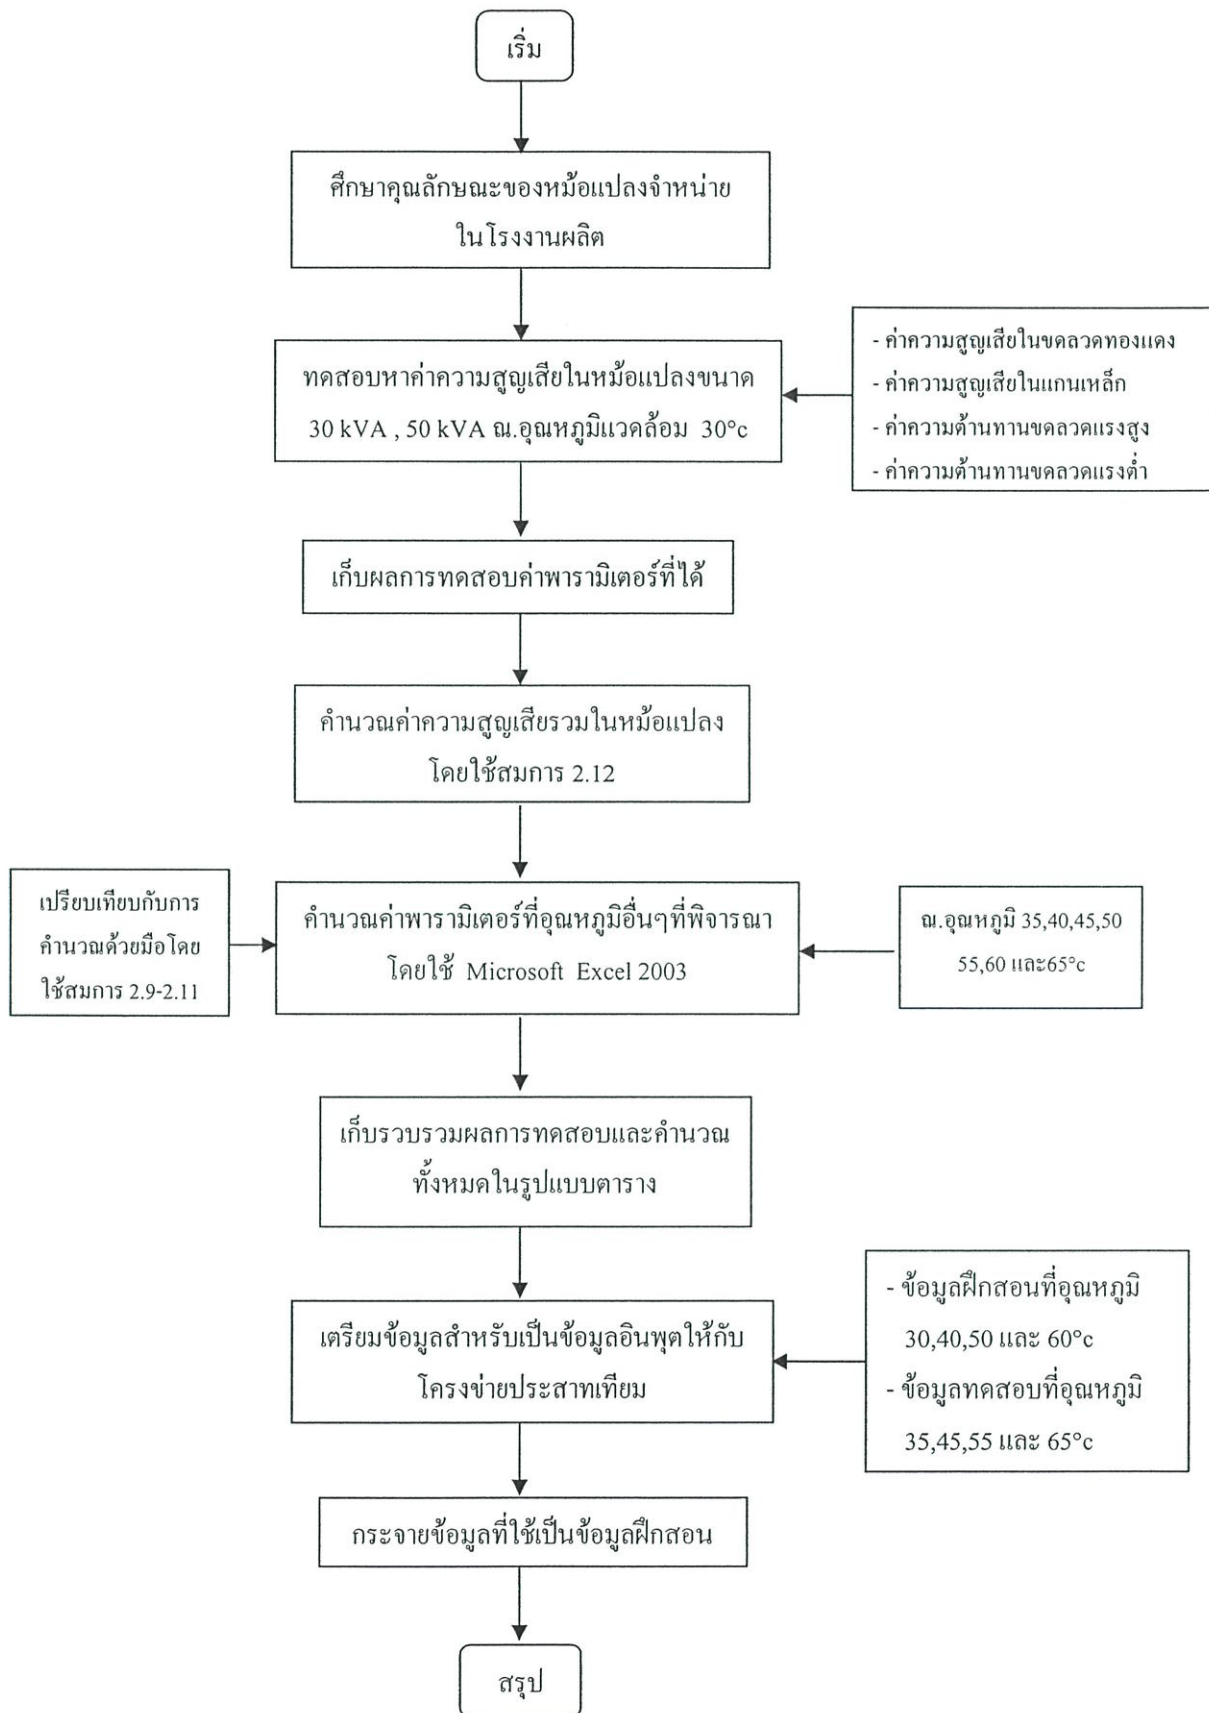 เริ่ม
ศึกษาคุณลักษณะของหม้อแปลงจำหน่าย
ในโรงงานผลิต
ทดสอบหาค่าความสูญเสียในหม้อแปลงขนาด
30 kVA , 50 kVA ณ.อุณหภูมิแวดล้อม 30°c
- ค่าความสูญเสียในขดลวดทองแดง
- ค่าความสูญเสียในแกนเหล็ก
- ค่าความต้านทานขดลวดแรงสูง
- ค่าความต้านทานขดลวดแรงต่ำ
เก็บผลการทดสอบค่าพารามิเตอร์ที่ได้
คำนวณค่าความสูญเสียรวมในหม้อแปลง
โดยใช้สมการ 2.12
เปรียบเทียบกับการ
คำนวณด้วยมือโดย
ใช้สมการ 2.9-2.11
คำนวณค่าพารามิเตอร์ที่อุณหภูมิอื่นๆที่พิจารณา
โดยใช้ Microsoft Excel 2003
ณ.อุณหภูมิ 35,40,45,50
55,60 และ65°c
เก็บรวบรวมผลการทดสอบและคำนวณ
ทั้งหมดในรูปแบบตาราง
เตรียมข้อมูลสำหรับเป็นข้อมูลอินพุตให้กับ
โครงข่ายประสาทเทียม
- ข้อมูลฝึกสอนที่อุณหภูมิ
30,40,50 และ 60°c
- ข้อมูลทดสอบที่อุณหภูมิ
35,45,55 และ 65°c
กระจายข้อมูลที่ใช้เป็นข้อมูลฝึกสอน
สรุป